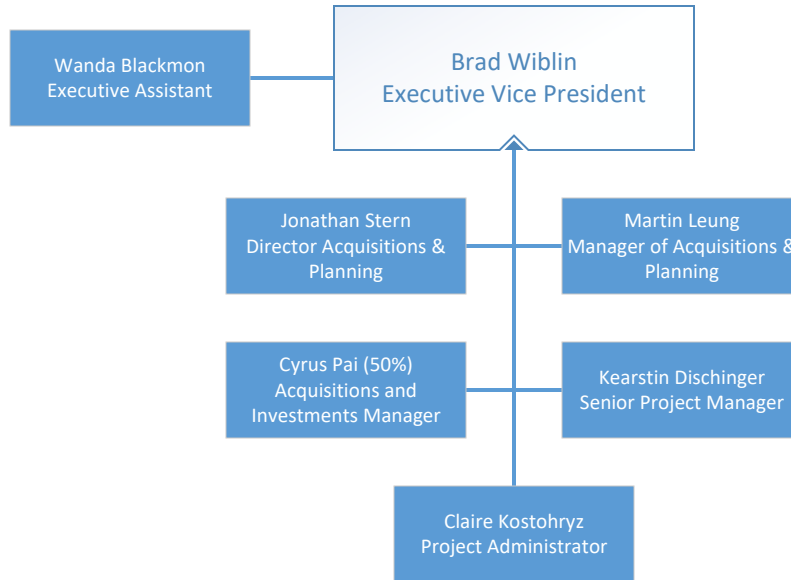 Wanda Blackmon
Executive Assistant
Brad Wiblin
Executive Vice President
Jonathan Stern
Director Acquisitions &
Planning
Martin Leung
Manager of Acquisitions &
Planning
Cyrus Pai (50%)
Acquisitions and
Investments Manager
Kearstin Dischinger
Senior Project Manager
Claire Kostohryz
Project Administrator